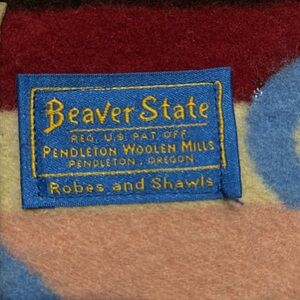 Beaver State
REG. U.S. PAT. OFF.
PENDLETON WOOLEN MILLS
PENDLETON, OREGON
Robes and Shawls